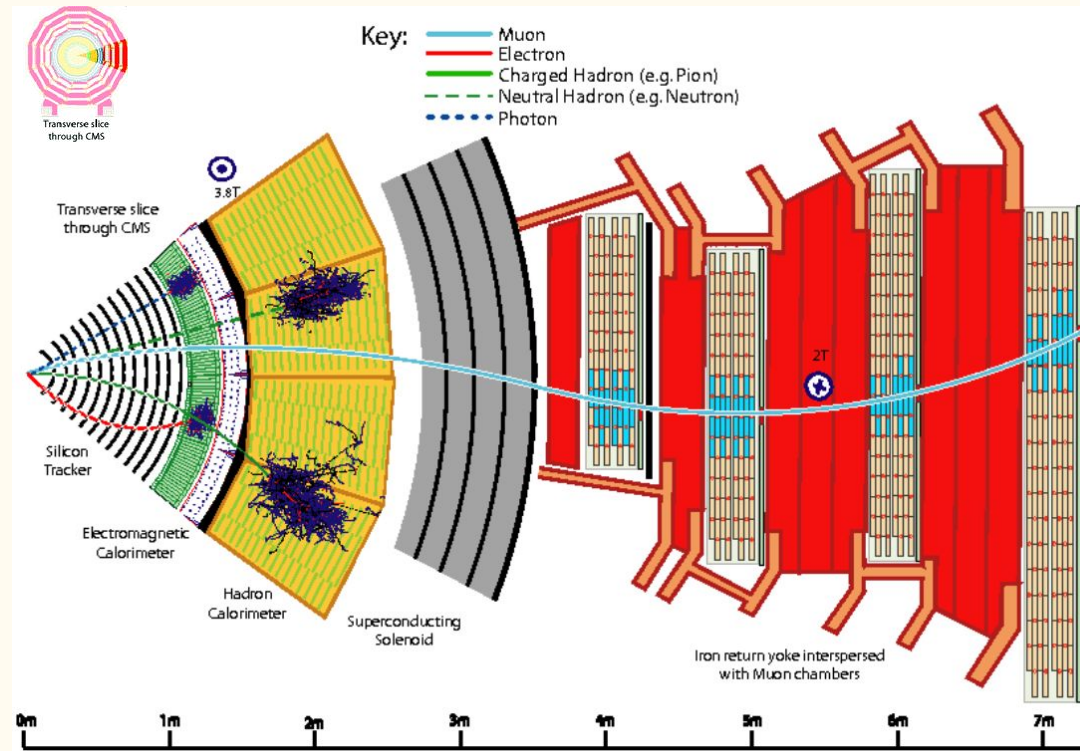 Key:
Muon
Electron
Charged Hadron (e.g. Pion)
Neutral Hadron (e.g. Neutron)
Photon
Transverse slice
through CMS
3.8T
Transverse slice
through CMS
2T
Silicon
Tracker
Electromagnetic
Calorimeter
Hadron
Calorimeter
Superconducting
Solenoid
Iron return yoke interspersed
with Muon chambers
0m
1m
2m
3m
4m
5m
6m
7m